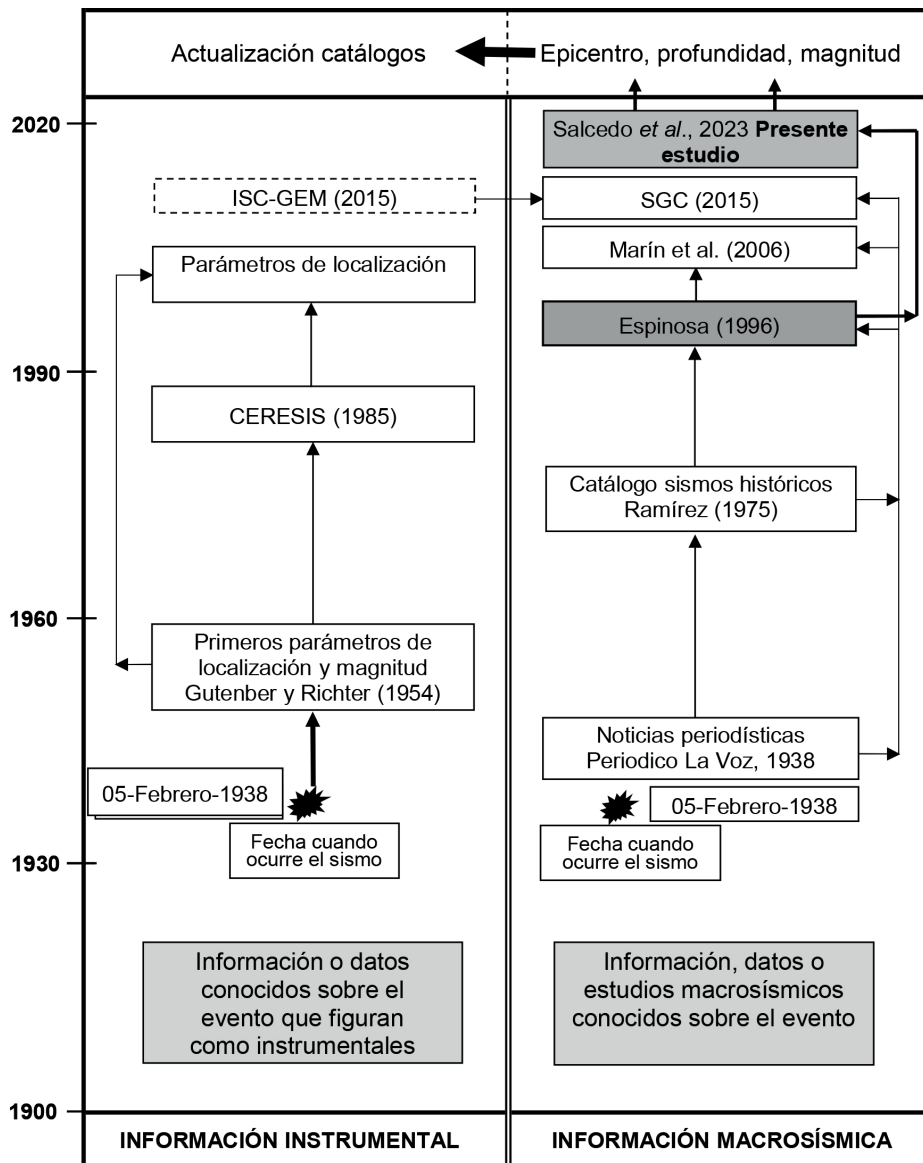 Actualización catálogos
Epicentro, profundidad, magnitud
2020
Salcedo et al., 2023 Presente
estudio
ISC-GEM (2015)
SGC (2015)
Marín et al. (2006)
Parámetros de localización
Espinosa (1996)
1990
CERESIS (1985)
Catálogo sismos históricos
Ramírez (1975)
1960
Primeros parámetros de
localización y magnitud
Gutenber y Richter (1954)
Noticias periodísticas
Periodico La Voz, 1938
05-Febrero-1938
05-Febrero-1938
Fecha cuando
ocurre el sismo
Fecha cuando
ocurre el sismo
1930
Información o datos
conocidos sobre el
evento que figuran
como instrumentales
Información, datos o
estudios macrosísmicos
conocidos sobre el evento
1900
INFORMACIÓN INSTRUMENTAL
INFORMACIÓN MACROSÍSMICA